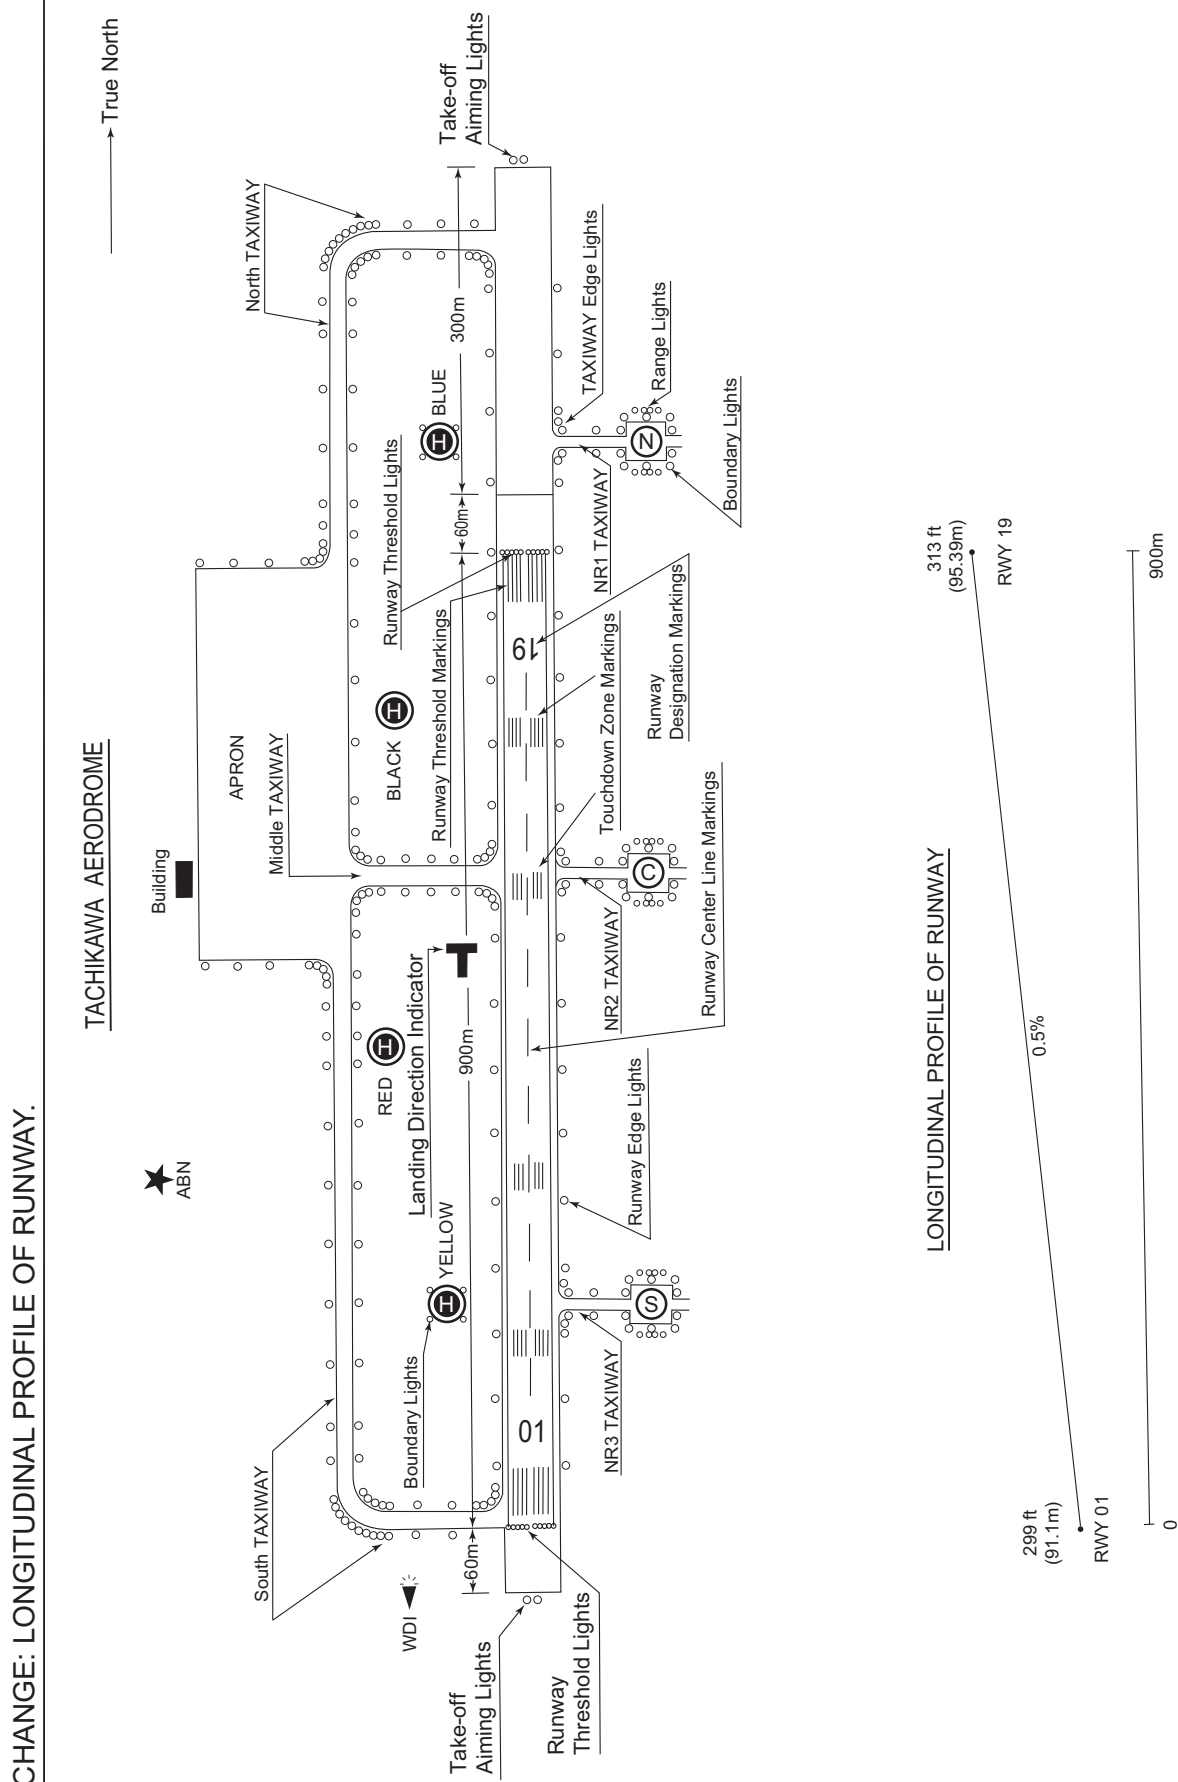 CHANGE: LONGITUDINAL PROFILE OF RUNWAY.
TACHIKAWA AERODROME
True North
ABN
Building
APRON
South TAXIWAY
Middle TAXIWAY
North TAXIWAY
WDI
Boundary Lights
H
YELLOW
H
RED
Landing Direction Indicator
H
BLACK
H
BLUE
Runway Threshold Lights
Runway Threshold Markings
60m
900m
60m
300m
Take-off
Aiming Lights
Take-off
Aiming Lights
01
19
Runway
Threshold Lights
NR3 TAXIWAY
S
Runway Edge Lights
NR2 TAXIWAY
C
Touchdown Zone Markings
Runway Center Line Markings
Runway
Designation Markings
NR1 TAXIWAY
N
TAXIWAY Edge Lights
Range Lights
Boundary Lights
LONGITUDINAL PROFILE OF RUNWAY
299 ft
(91.1m)
RWY 01
0.5%
313 ft
(95.39m)
RWY 19
0
900m